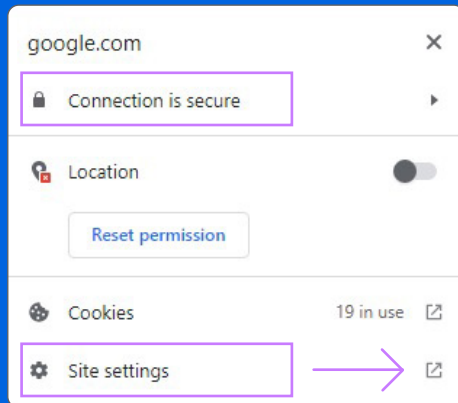 google.com
Connection is secure
Location
Reset permission
Cookies 19 in use
Site settings